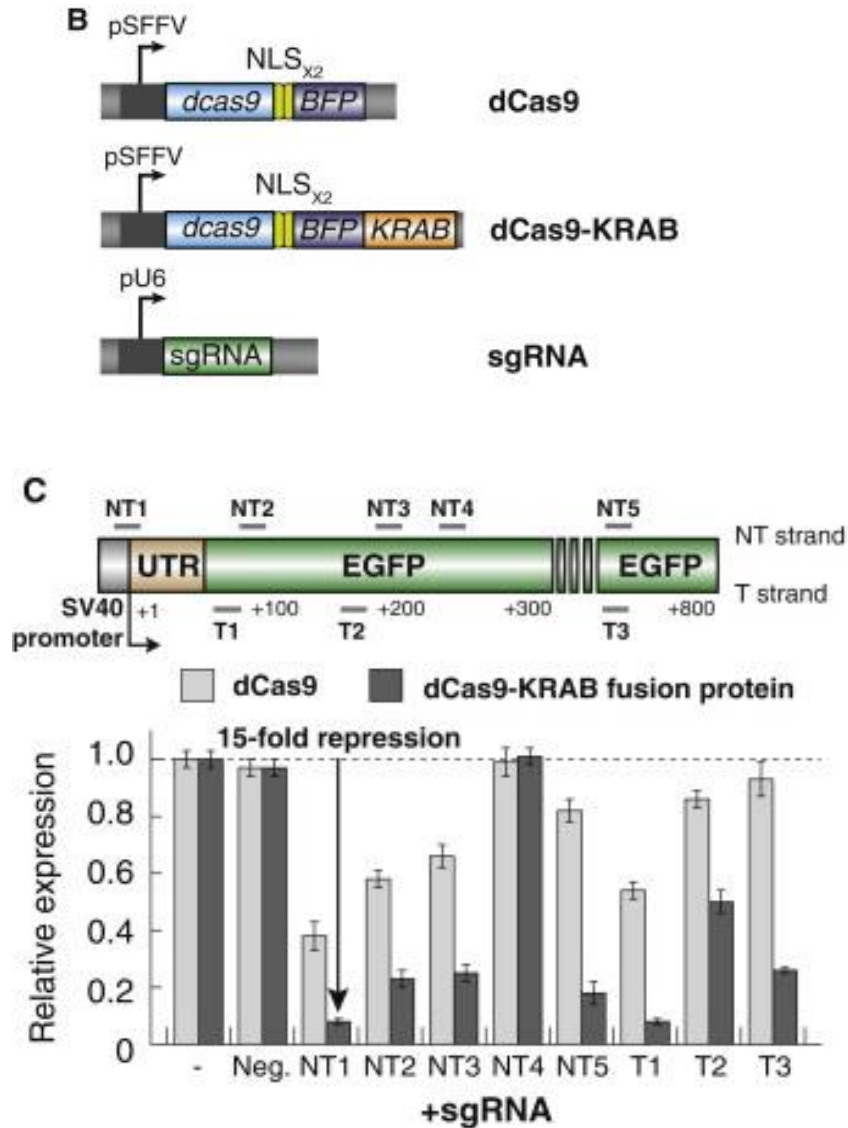 B
pSFFV
NLSx2
dcas9 BFP
dCas9
pSFFV
NLSx2
dcas9 BFP KRAB
dCas9-KRAB
pU6
sgRNA
sgRNA
C
NT1 NT2 NT3 NT4 NT5
NT strand
UTR EGFP EGFP
T strand
SV40 promoter
+1 +100 +200 +300 +800
T1 T2 T3
dCas9 dCas9-KRAB fusion protein
15-fold repression
Relative expression
1.0
0.8
0.6
0.4
0.2
0
- Neg. NT1 NT2 NT3 NT4 NT5 T1 T2 T3
+sgRNA